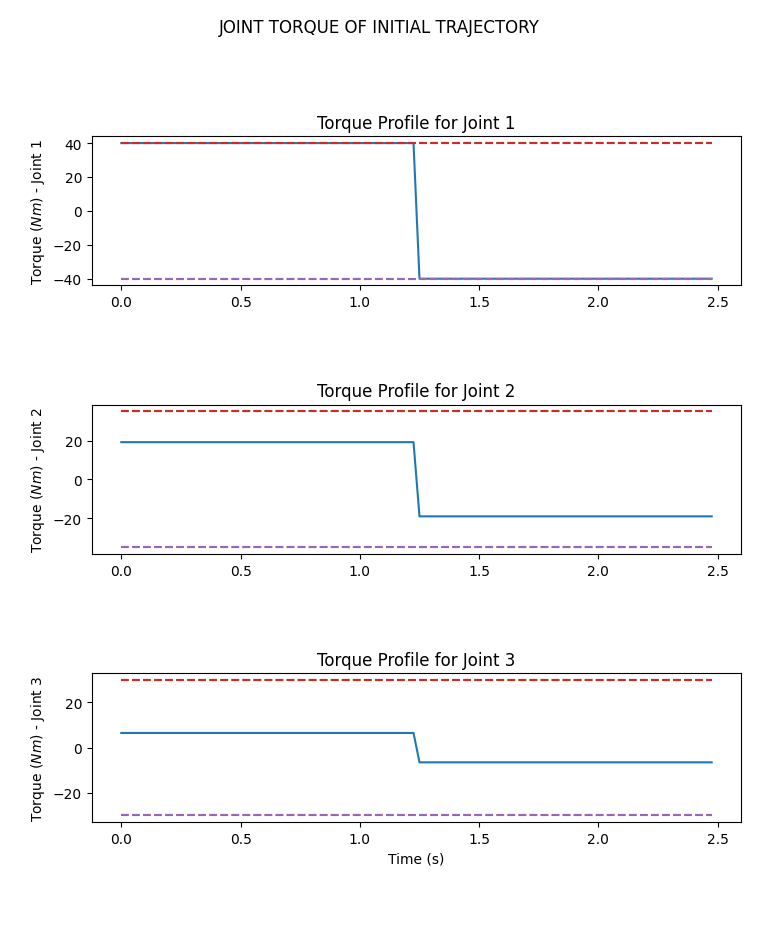 JOINT TORQUE OF INITIAL TRAJECTORY
Torque Profile for Joint 1
Torque (Nm) - Joint 1
40
20
0
−20
−40
0.0 0.5 1.0 1.5 2.0 2.5
Torque Profile for Joint 2
Torque (Nm) - Joint 2
20
0
−20
0.0 0.5 1.0 1.5 2.0 2.5
Torque Profile for Joint 3
Torque (Nm) - Joint 3
20
0
−20
0.0 0.5 1.0 1.5 2.0 2.5
Time (s)